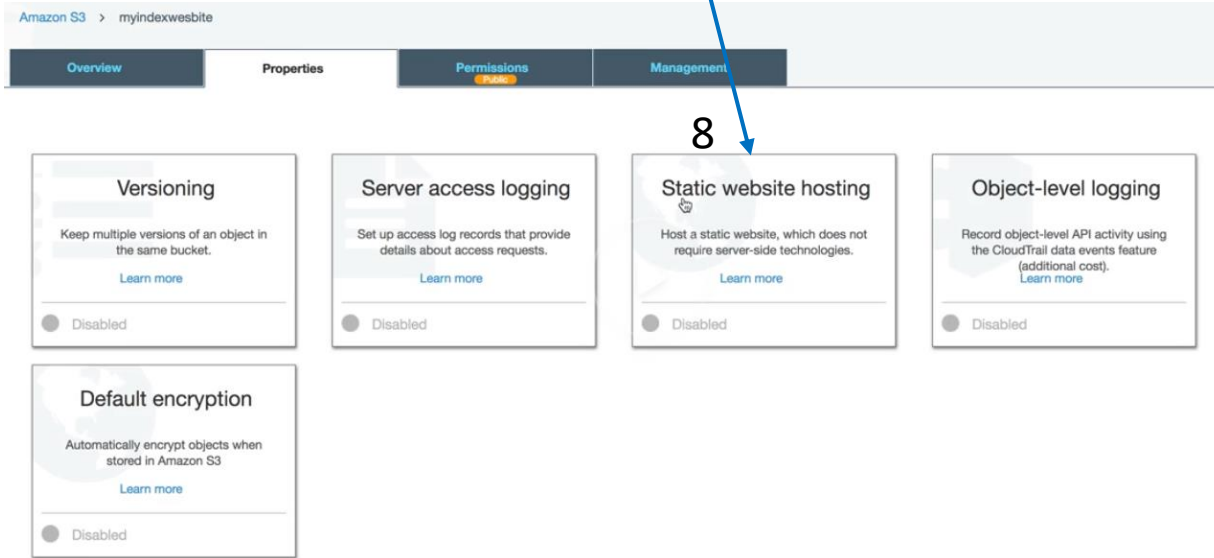 Amazon S3 > myindexwesbite
Overview Properties Permissions Management
Public
8
Versioning
Keep multiple versions of an object in
the same bucket.
Learn more
Disabled
Server access logging
Set up access log records that provide
details about access requests.
Learn more
Disabled
Static website hosting
Host a static website, which does not
require server-side technologies.
Learn more
Disabled
Object-level logging
Record object-level API activity using
the CloudTrail data events feature
(additional cost).
Learn more
Disabled
Default encryption
Automatically encrypt objects when
stored in Amazon S3
Learn more
Disabled